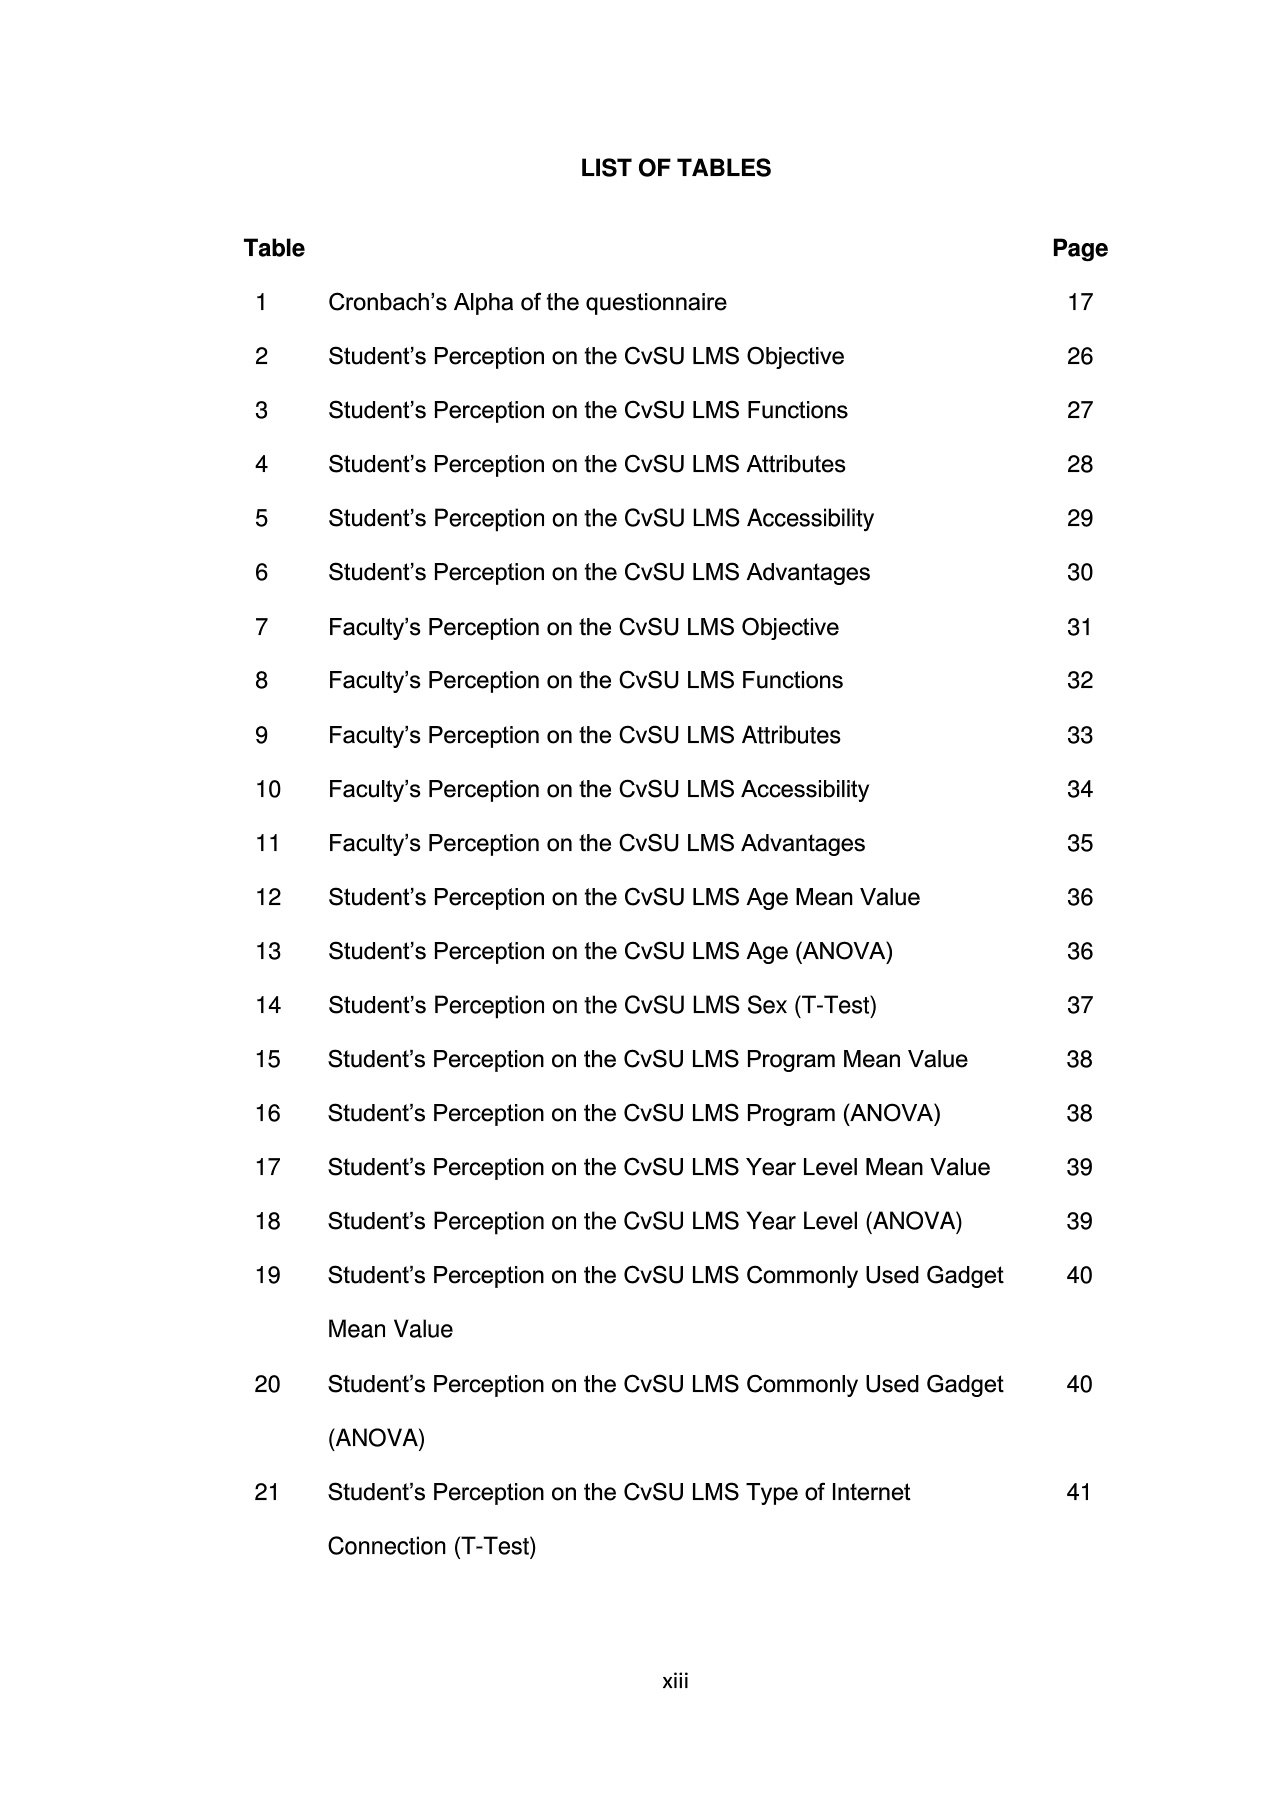 LIST OF TABLES
Table Page
1 Cronbach’s Alpha of the questionnaire 17
2 Student’s Perception on the CvSU LMS Objective 26
3 Student’s Perception on the CvSU LMS Functions 27
4 Student’s Perception on the CvSU LMS Attributes 28
5 Student’s Perception on the CvSU LMS Accessibility 29
6 Student’s Perception on the CvSU LMS Advantages 30
7 Faculty’s Perception on the CvSU LMS Objective 31
8 Faculty’s Perception on the CvSU LMS Functions 32
9 Faculty’s Perception on the CvSU LMS Attributes 33
10 Faculty’s Perception on the CvSU LMS Accessibility 34
11 Faculty’s Perception on the CvSU LMS Advantages 35
12 Student’s Perception on the CvSU LMS Age Mean Value 36
13 Student’s Perception on the CvSU LMS Age (ANOVA) 36
14 Student’s Perception on the CvSU LMS Sex (T-Test) 37
15 Student’s Perception on the CvSU LMS Program Mean Value 38
16 Student’s Perception on the CvSU LMS Program (ANOVA) 38
17 Student’s Perception on the CvSU LMS Year Level Mean Value 39
18 Student’s Perception on the CvSU LMS Year Level (ANOVA) 39
19 Student’s Perception on the CvSU LMS Commonly Used Gadget 40
Mean Value
20 Student’s Perception on the CvSU LMS Commonly Used Gadget 40
(ANOVA)
21 Student’s Perception on the CvSU LMS Type of Internet 41
Connection (T-Test)
xiii